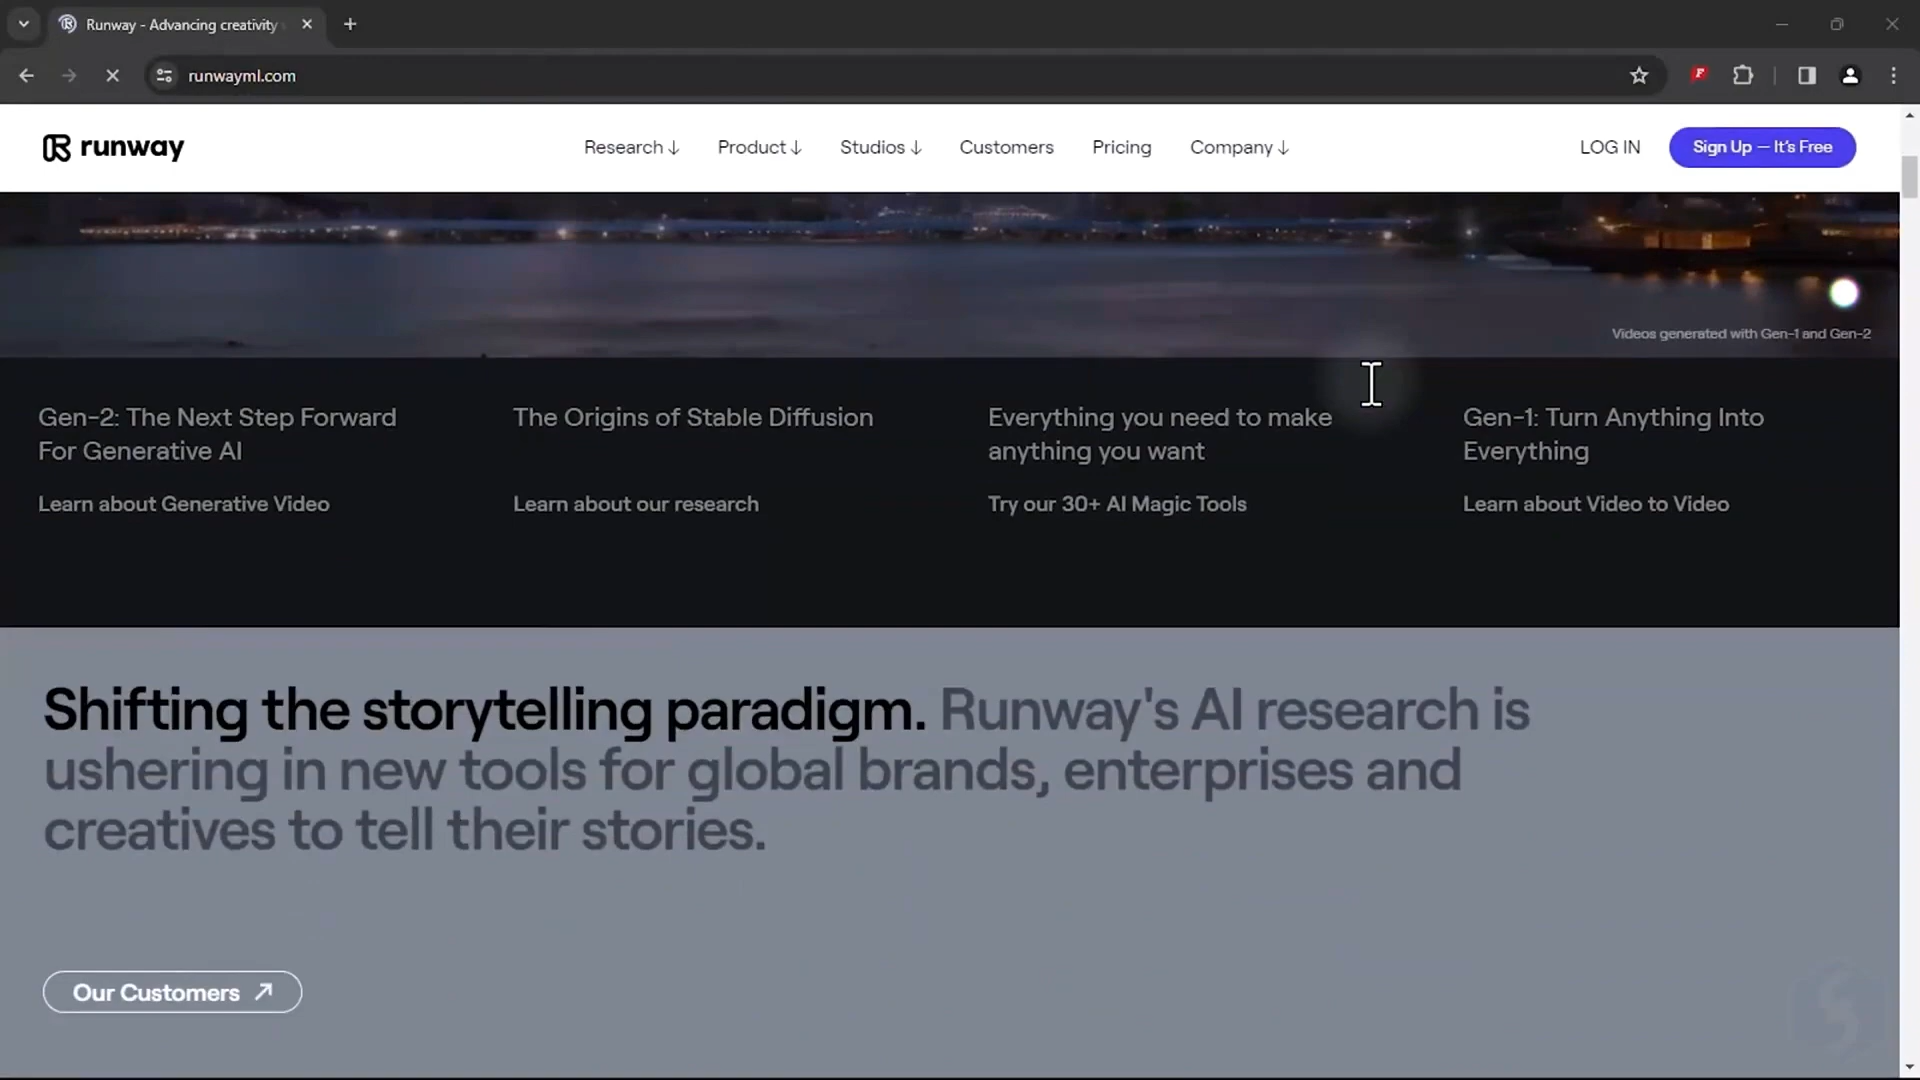 Runway - Advancing creativity
runwayml.com
runway
Research ↓
Product ↓
Studios ↓
Customers
Pricing
Company ↓
LOG IN
Sign Up — It's Free
Videos generated with Gen-1 and Gen-2
Gen-2: The Next Step Forward
For Generative AI
Learn about Generative Video
The Origins of Stable Diffusion
Learn about our research
Everything you need to make
anything you want
Try our 30+ AI Magic Tools
Gen-1: Turn Anything Into
Everything
Learn about Video to Video
Shifting the storytelling paradigm. Runway's AI research is
ushering in new tools for global brands, enterprises and
creatives to tell their stories.
Our Customers ↗